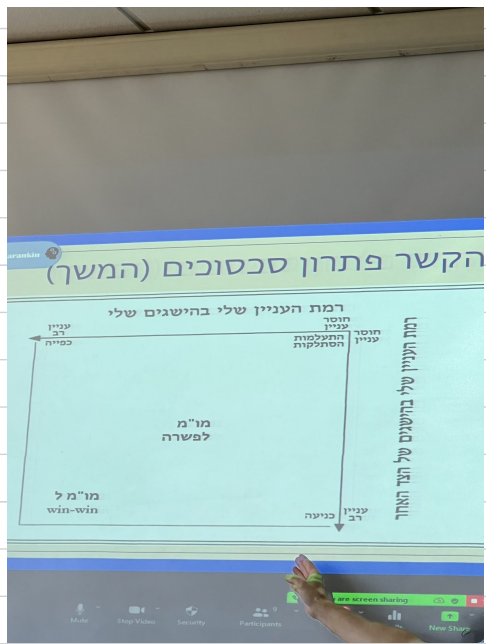 arankin
הקשר פתרון סכסוכים (המשך)
רמת העניין שלי בהישגים שלי
חוסר
עניין
חוסר
עניין
התעלמות
הסתלקות
עניין
רב
כפייה
רמת העניין שלי בהישגים של הצד האחר
מו"מ
לפשרה
מו"מ ל
win-win
כניעה
עניין
רב
are screen sharing
Mute
Stop Video
Security
Participants
New Share